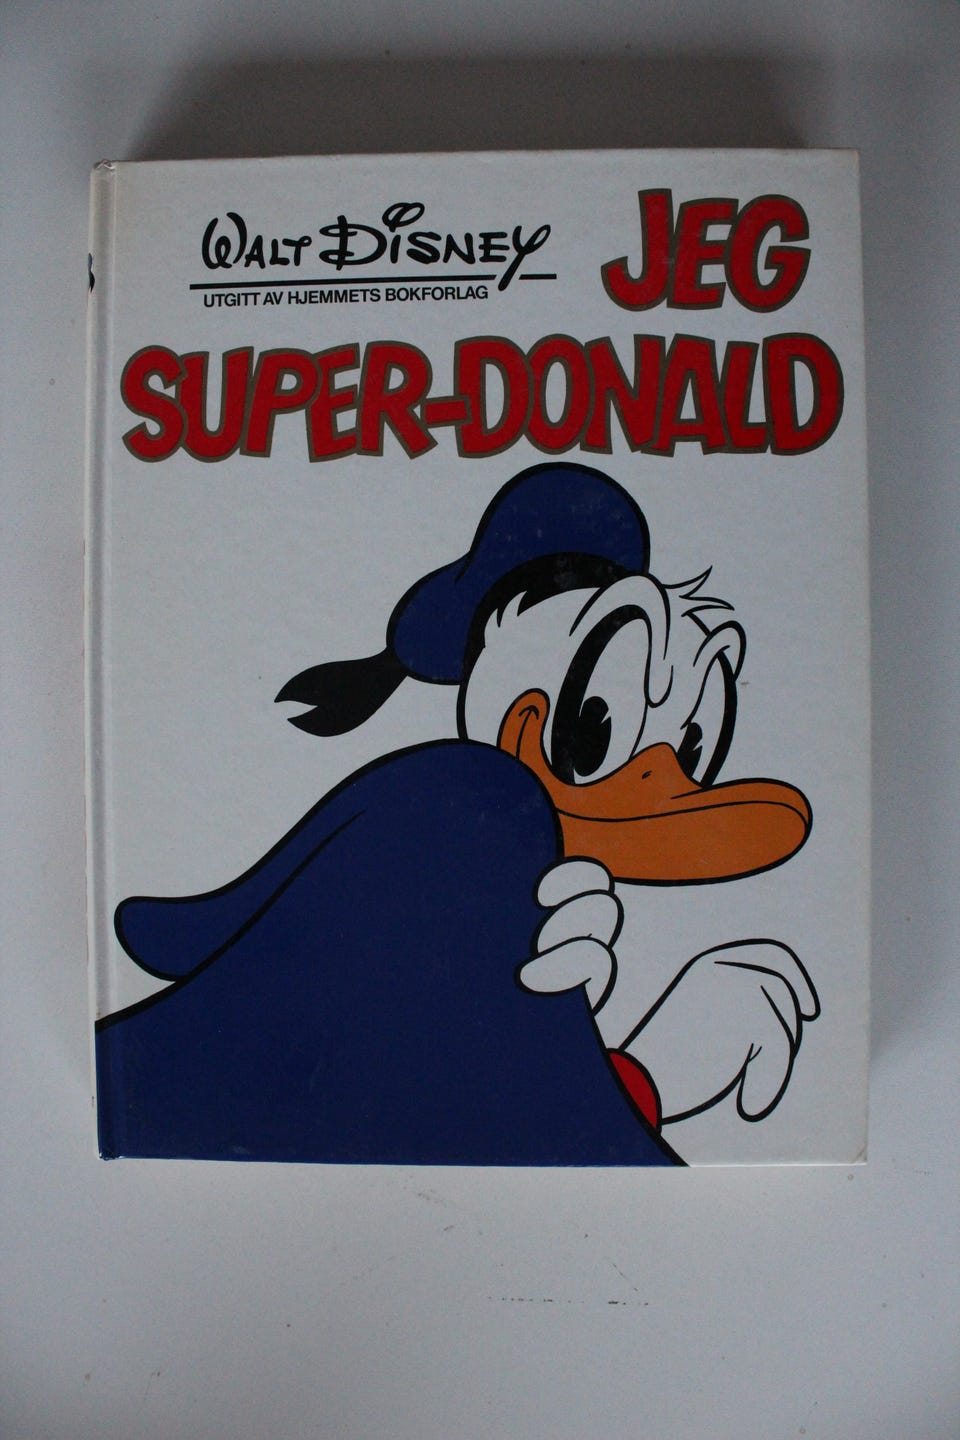 WALT DISNEY
UTGITT AV HJEMMETS BOKFORLAG
JEG
SUPER-DONALD